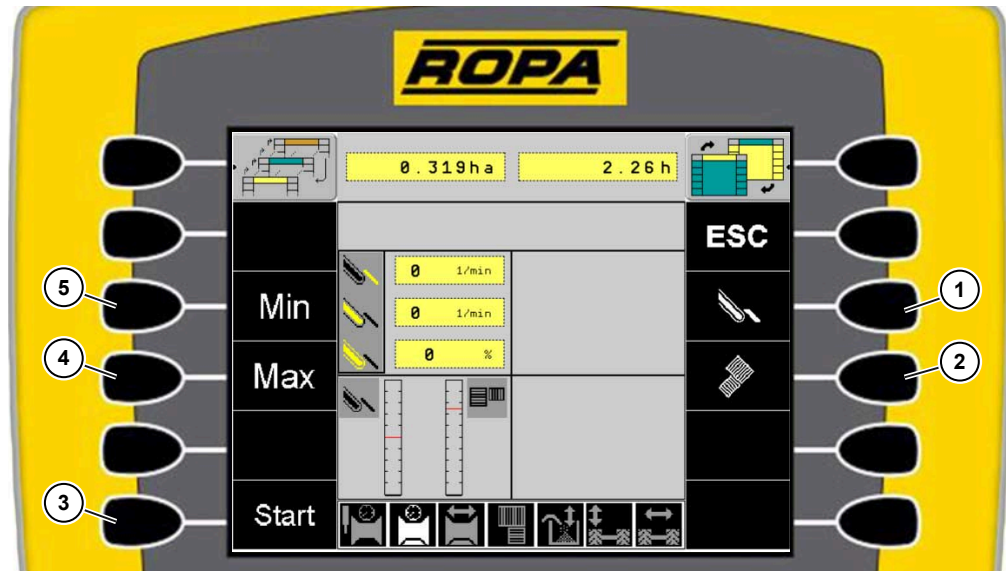 ROPA
0.319ha 2.26h
ESC
0 1/min
5 Min 0 1/min 1
0 %
4 Max 2
3 Start